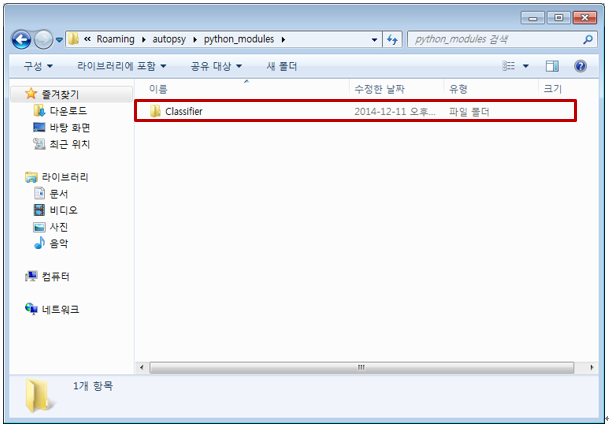 « Roaming ▸ autopsy ▸ python_modules ▸
python_modules 검색
구성 ▼ 라이브러리에 포함 ▼ 공유 대상 ▼ 새 폴더
즐겨찾기
다운로드
바탕 화면
최근 위치
라이브러리
문서
비디오
사진
음악
컴퓨터
네트워크
이름 수정한 날짜 유형 크기
Classifier 2014-12-11 오후... 파일 폴더
1개 항목